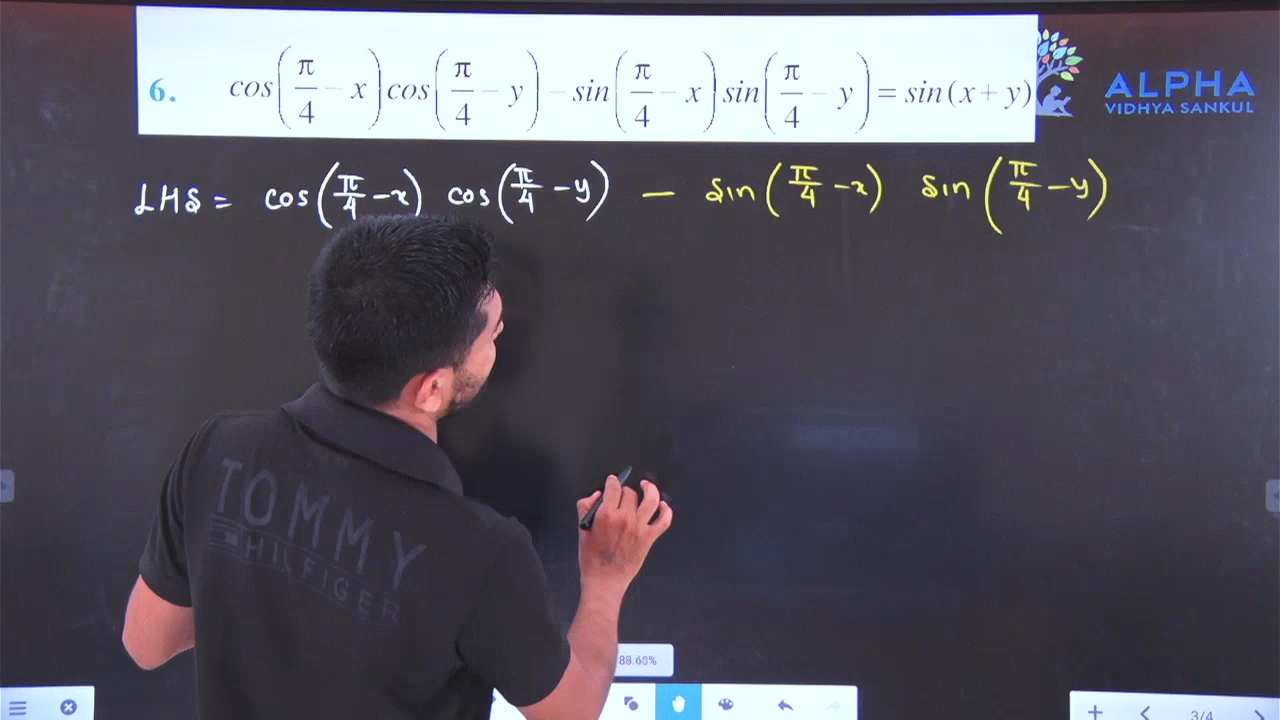 6. cos(π/4 − x) cos(π/4 − y) − sin(π/4 − x) sin(π/4 − y) = sin(x + y)
ALPHA
VIDHYA SANKUL
LHS = cos(π/4 − x) cos(π/4 − y) − sin(π/4 − x) sin(π/4 − y)
TOMMY
HILFIGER
88.60%
3/4